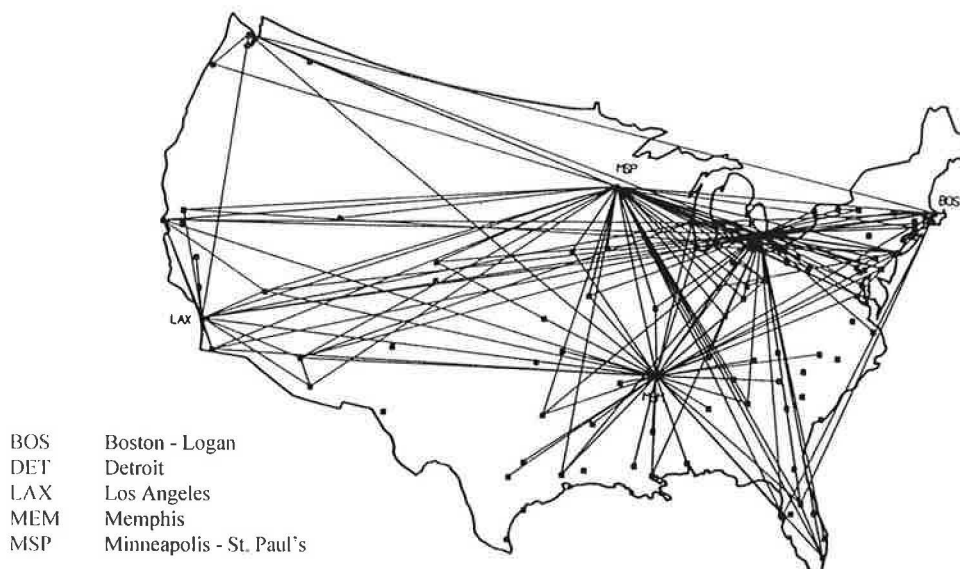 MSP
BOS
LAX
BOS Boston - Logan
DET Detroit
LAX Los Angeles
MEM Memphis
MSP Minneapolis - St. Paul's